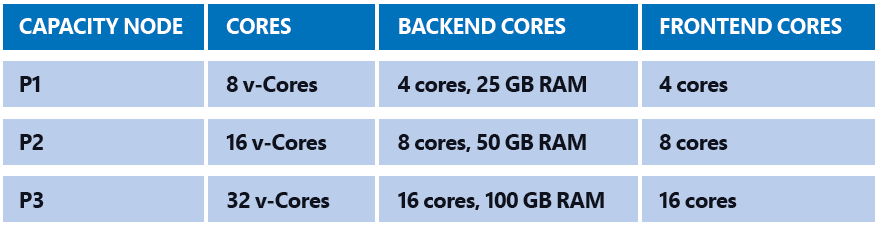 CAPACITY NODE CORES BACKEND CORES FRONTEND CORES
P1 8 v-Cores 4 cores, 25 GB RAM 4 cores
P2 16 v-Cores 8 cores, 50 GB RAM 8 cores
P3 32 v-Cores 16 cores, 100 GB RAM 16 cores